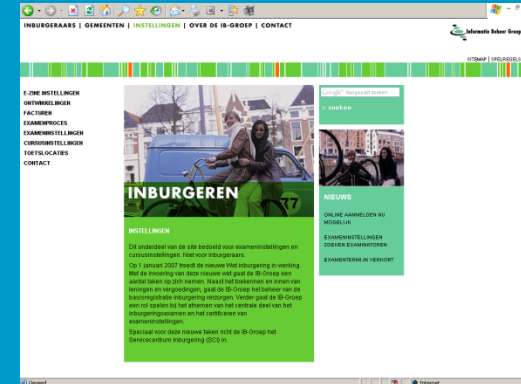 INBURGERAARS | GEMEENTEN | INSTELLINGEN | OVER DE IB-GROEP | CONTACT
Informatie Beheer Groep
SITEMAP | SPELREGELS
E-ZINE INSTELLINGEN
ONTWIKKELINGEN
FACTUREN
EXAMENPROCES
EXAMENINSTELLINGEN
CURSUSINSTELLINGEN
TOETSLOCATIES
CONTACT
INBURGEREN
77
INSTELLINGEN
Dit onderdeel van de site bedoeld voor exameninstellingen en
cursusinstellingen. Niet voor inburgeraars.
Op 1 januari 2007 treedt de nieuwe Wet inburgering in werking.
Met de invoering van deze nieuwe wet gaat de IB-Groep een
aantal taken op zich nemen. Naast het toekennen en innen van
leningen en vergoedingen, gaat de IB-Groep het beheer van de
basisregistratie inburgering verzorgen. Verder gaat de IB-Groep
een rol spelen bij het afnemen van het centrale deel van het
inburgeringsexamen en het certificeren van
exameninstellingen.
Speciaal voor deze nieuwe taken richt de IB-Groep het
Servicecentrum Inburgering (SCI) in.
Google
> zoeken
NIEUWS
ONLINE AANMELDEN NU
MOGELIJK
EXAMENINSTELLINGEN
ZOEKEN EXAMINATOREN
EXAMENTERMIJN VERKORT
Gereed
Internet